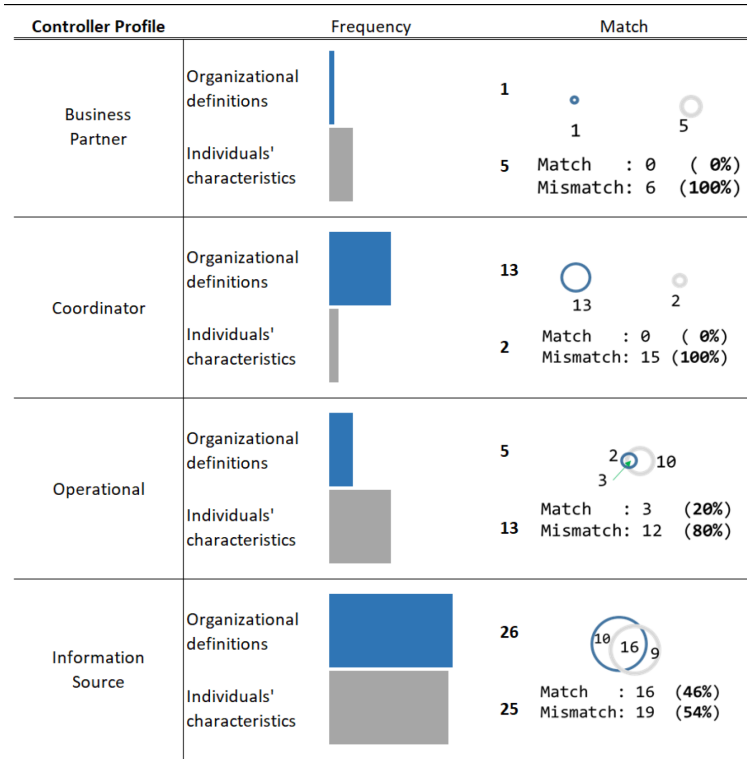 Controller Profile Frequency Match
Business
Partner
Organizational
definitions
1
Individuals'
characteristics
5
1 5
Match : 0 ( 0%)
Mismatch: 6 (100%)
Coordinator
Organizational
definitions
13
Individuals'
characteristics
2
13 2
Match : 0 ( 0%)
Mismatch: 15 (100%)
Operational
Organizational
definitions
5
Individuals'
characteristics
13
2 10
3
Match : 3 (20%)
Mismatch: 12 (80%)
Information
Source
Organizational
definitions
26
Individuals'
characteristics
25
10 16 9
Match : 16 (46%)
Mismatch: 19 (54%)